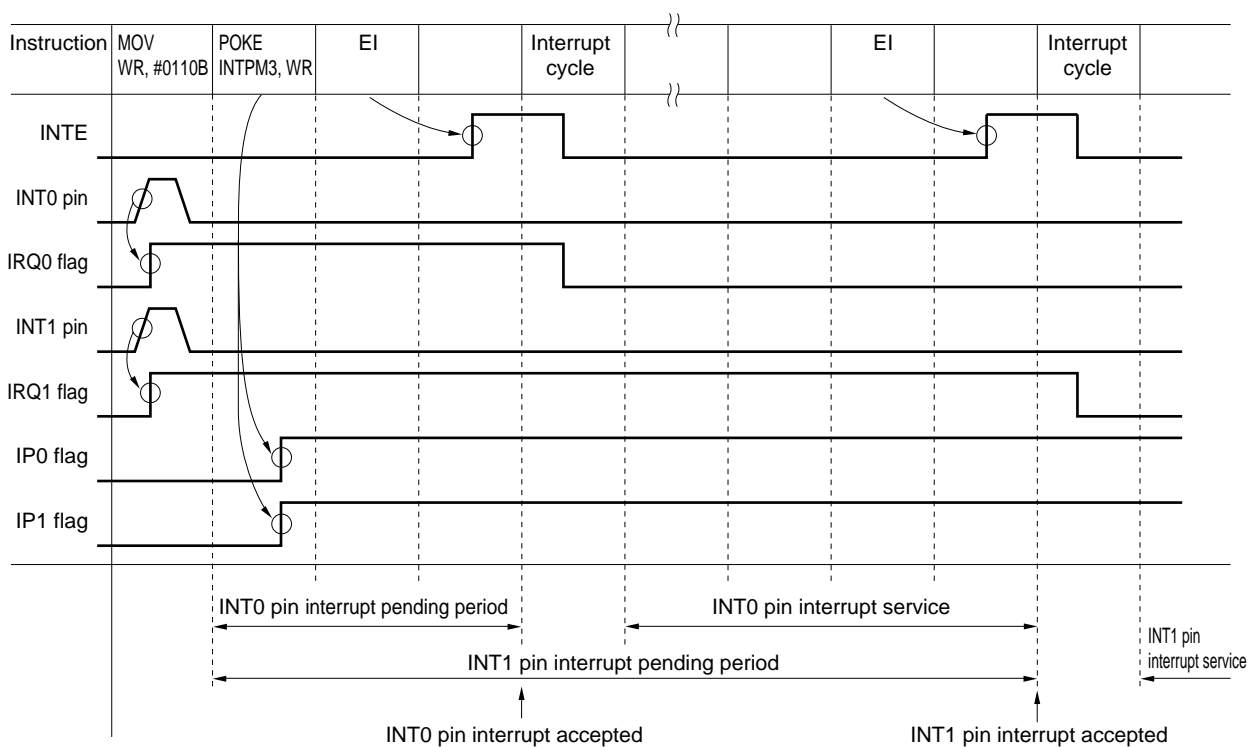 Instruction
MOV
WR, #0110B
POKE
INTPM3, WR
EI
Interrupt
cycle
EI
Interrupt
cycle
INTE
INT0 pin
IRQ0 flag
INT1 pin
IRQ1 flag
IP0 flag
IP1 flag
INT0 pin interrupt pending period
INT0 pin interrupt service
INT1 pin
interrupt service
INT1 pin interrupt pending period
INT0 pin interrupt accepted
INT1 pin interrupt accepted